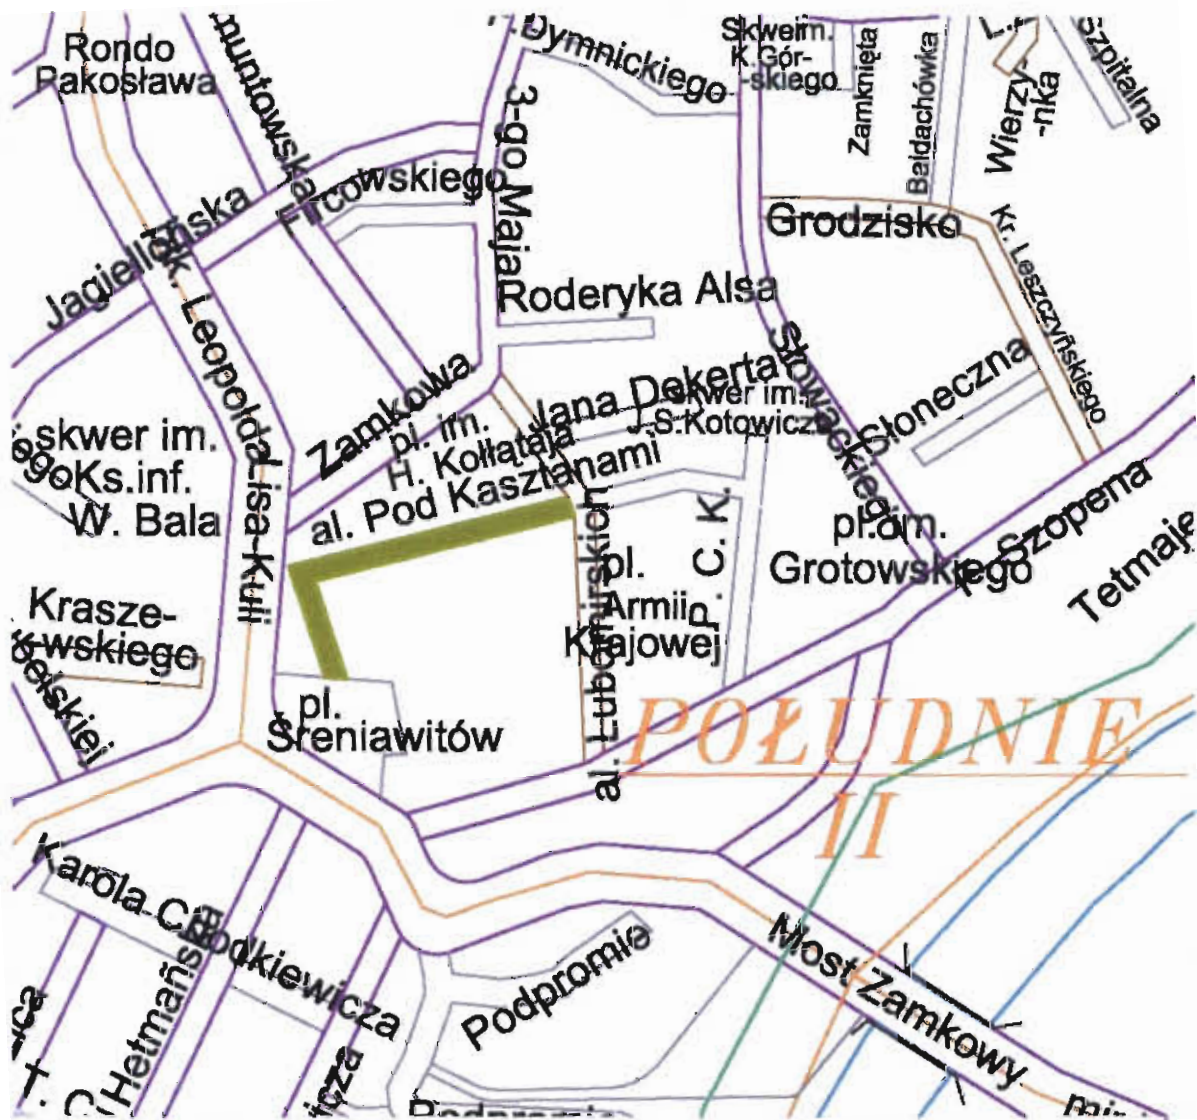 Rondo
Pakosława
Dymnickiego
Skwer im.
K.Gór-
-skiego
Zamknięta
Baldachówka
Wierzy-
-nka
Szpitalna
3-go Maja
Jagiellońska
Grodzisko
Kr. Leszczyńskiego
Roderyka Alsa
płk. Leopolda Lisa-Kuli
Zamkowa
pl. im.
H. Kołłątaja
Jana Dekerta
skwer im.
J.S.Kotowicza
Słowackiego
Słoneczna
skwer im.
Ks.inf.
W. Bala
al. Pod Kasztanami
pl. im.
Grotowskiego
F. Szopena
Tetmaje
P. C. K.
pl.
Armii
Krajowej
al. Lubomirskich
Krasze-
-wskiego
pl.
Śreniawitów
POŁUDNIE
II
Karola Chodkiewicza
Hetmańska
Podpromie
Most Zamkowy
Podpromie